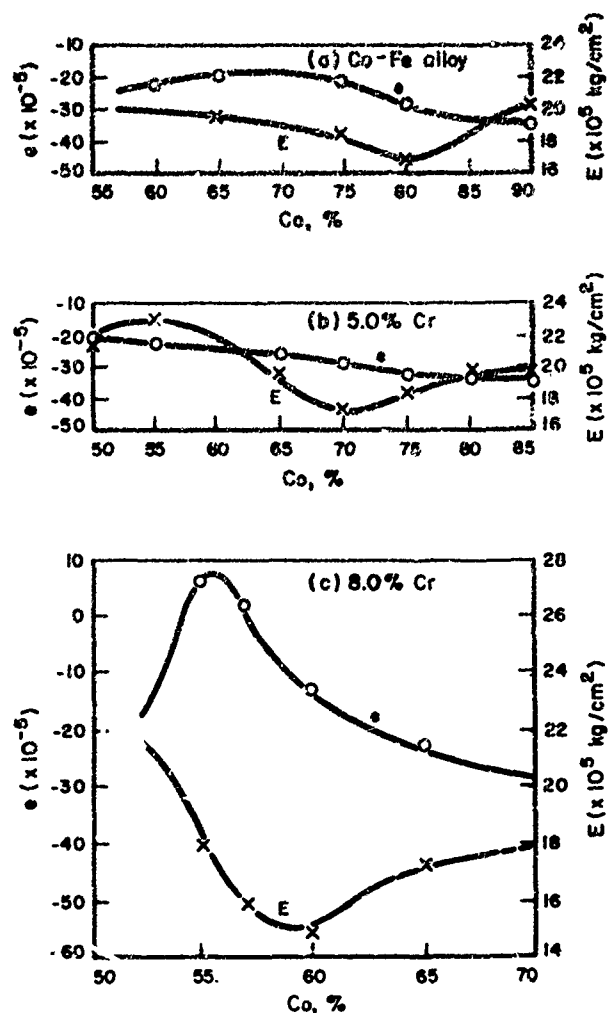 (a) Co-Fe alloy
e (x 10⁻⁵)
-10
-20
-30
-40
-50
E (x 10⁵ kg/cm²)
24
22
20
18
16
e
E
55 60 65 70 75 80 85 90
Co, %
(b) 5.0% Cr
e (x 10⁻⁵)
-10
-20
-30
-40
-50
E (x 10⁵ kg/cm²)
24
22
20
18
16
e
E
50 55 60 65 70 75 80 85
Co, %
(c) 8.0% Cr
e (x 10⁻⁵)
10
0
-10
-20
-30
-40
-50
-60
E (x 10⁵ kg/cm²)
28
26
24
22
20
18
16
14
e
E
50 55. 60 65 70
Co, %